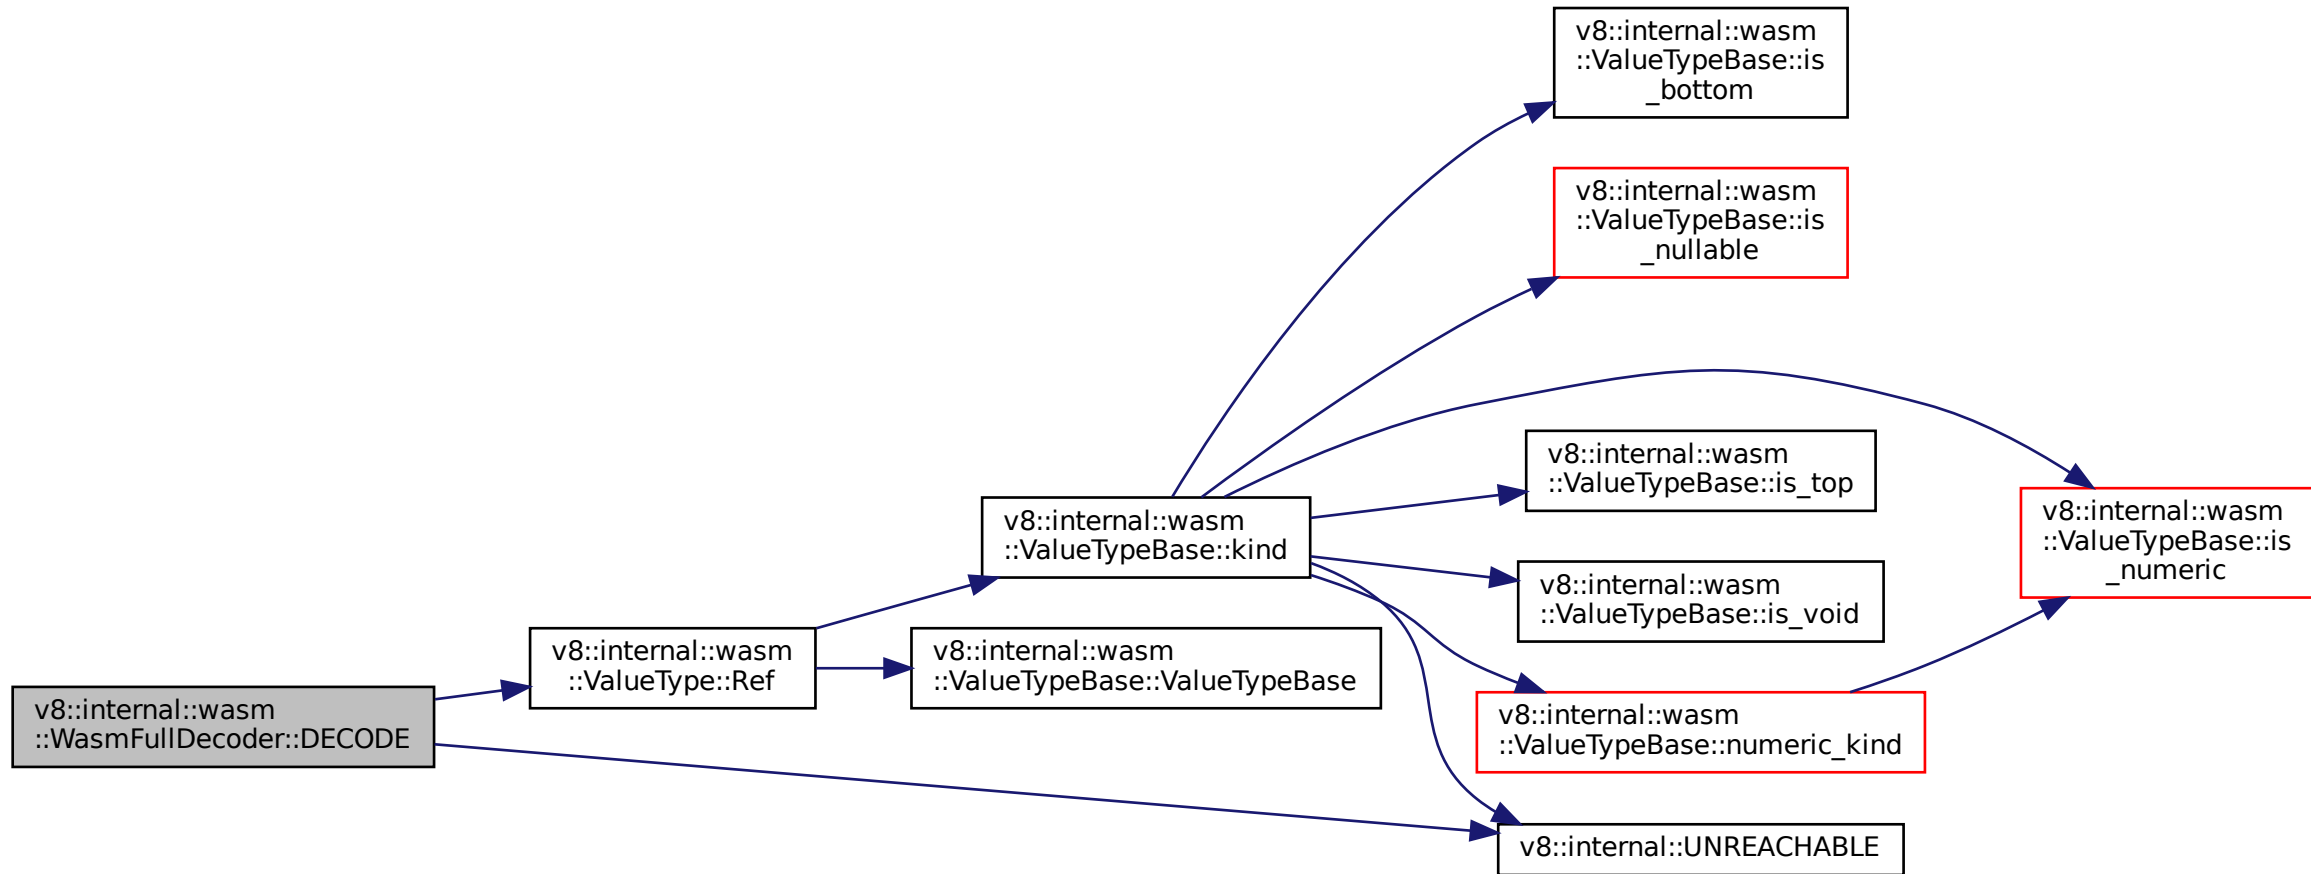 v8::internal::wasm
::ValueTypeBase::is
_bottom
v8::internal::wasm
::ValueTypeBase::is
_nullable
v8::internal::wasm
::ValueTypeBase::is_top
v8::internal::wasm
::ValueTypeBase::kind
v8::internal::wasm
::ValueTypeBase::is
_numeric
v8::internal::wasm
::ValueTypeBase::is_void
v8::internal::wasm
::ValueType::Ref
v8::internal::wasm
::ValueTypeBase::ValueTypeBase
v8::internal::wasm
::WasmFullDecoder::DECODE
v8::internal::wasm
::ValueTypeBase::numeric_kind
v8::internal::UNREACHABLE